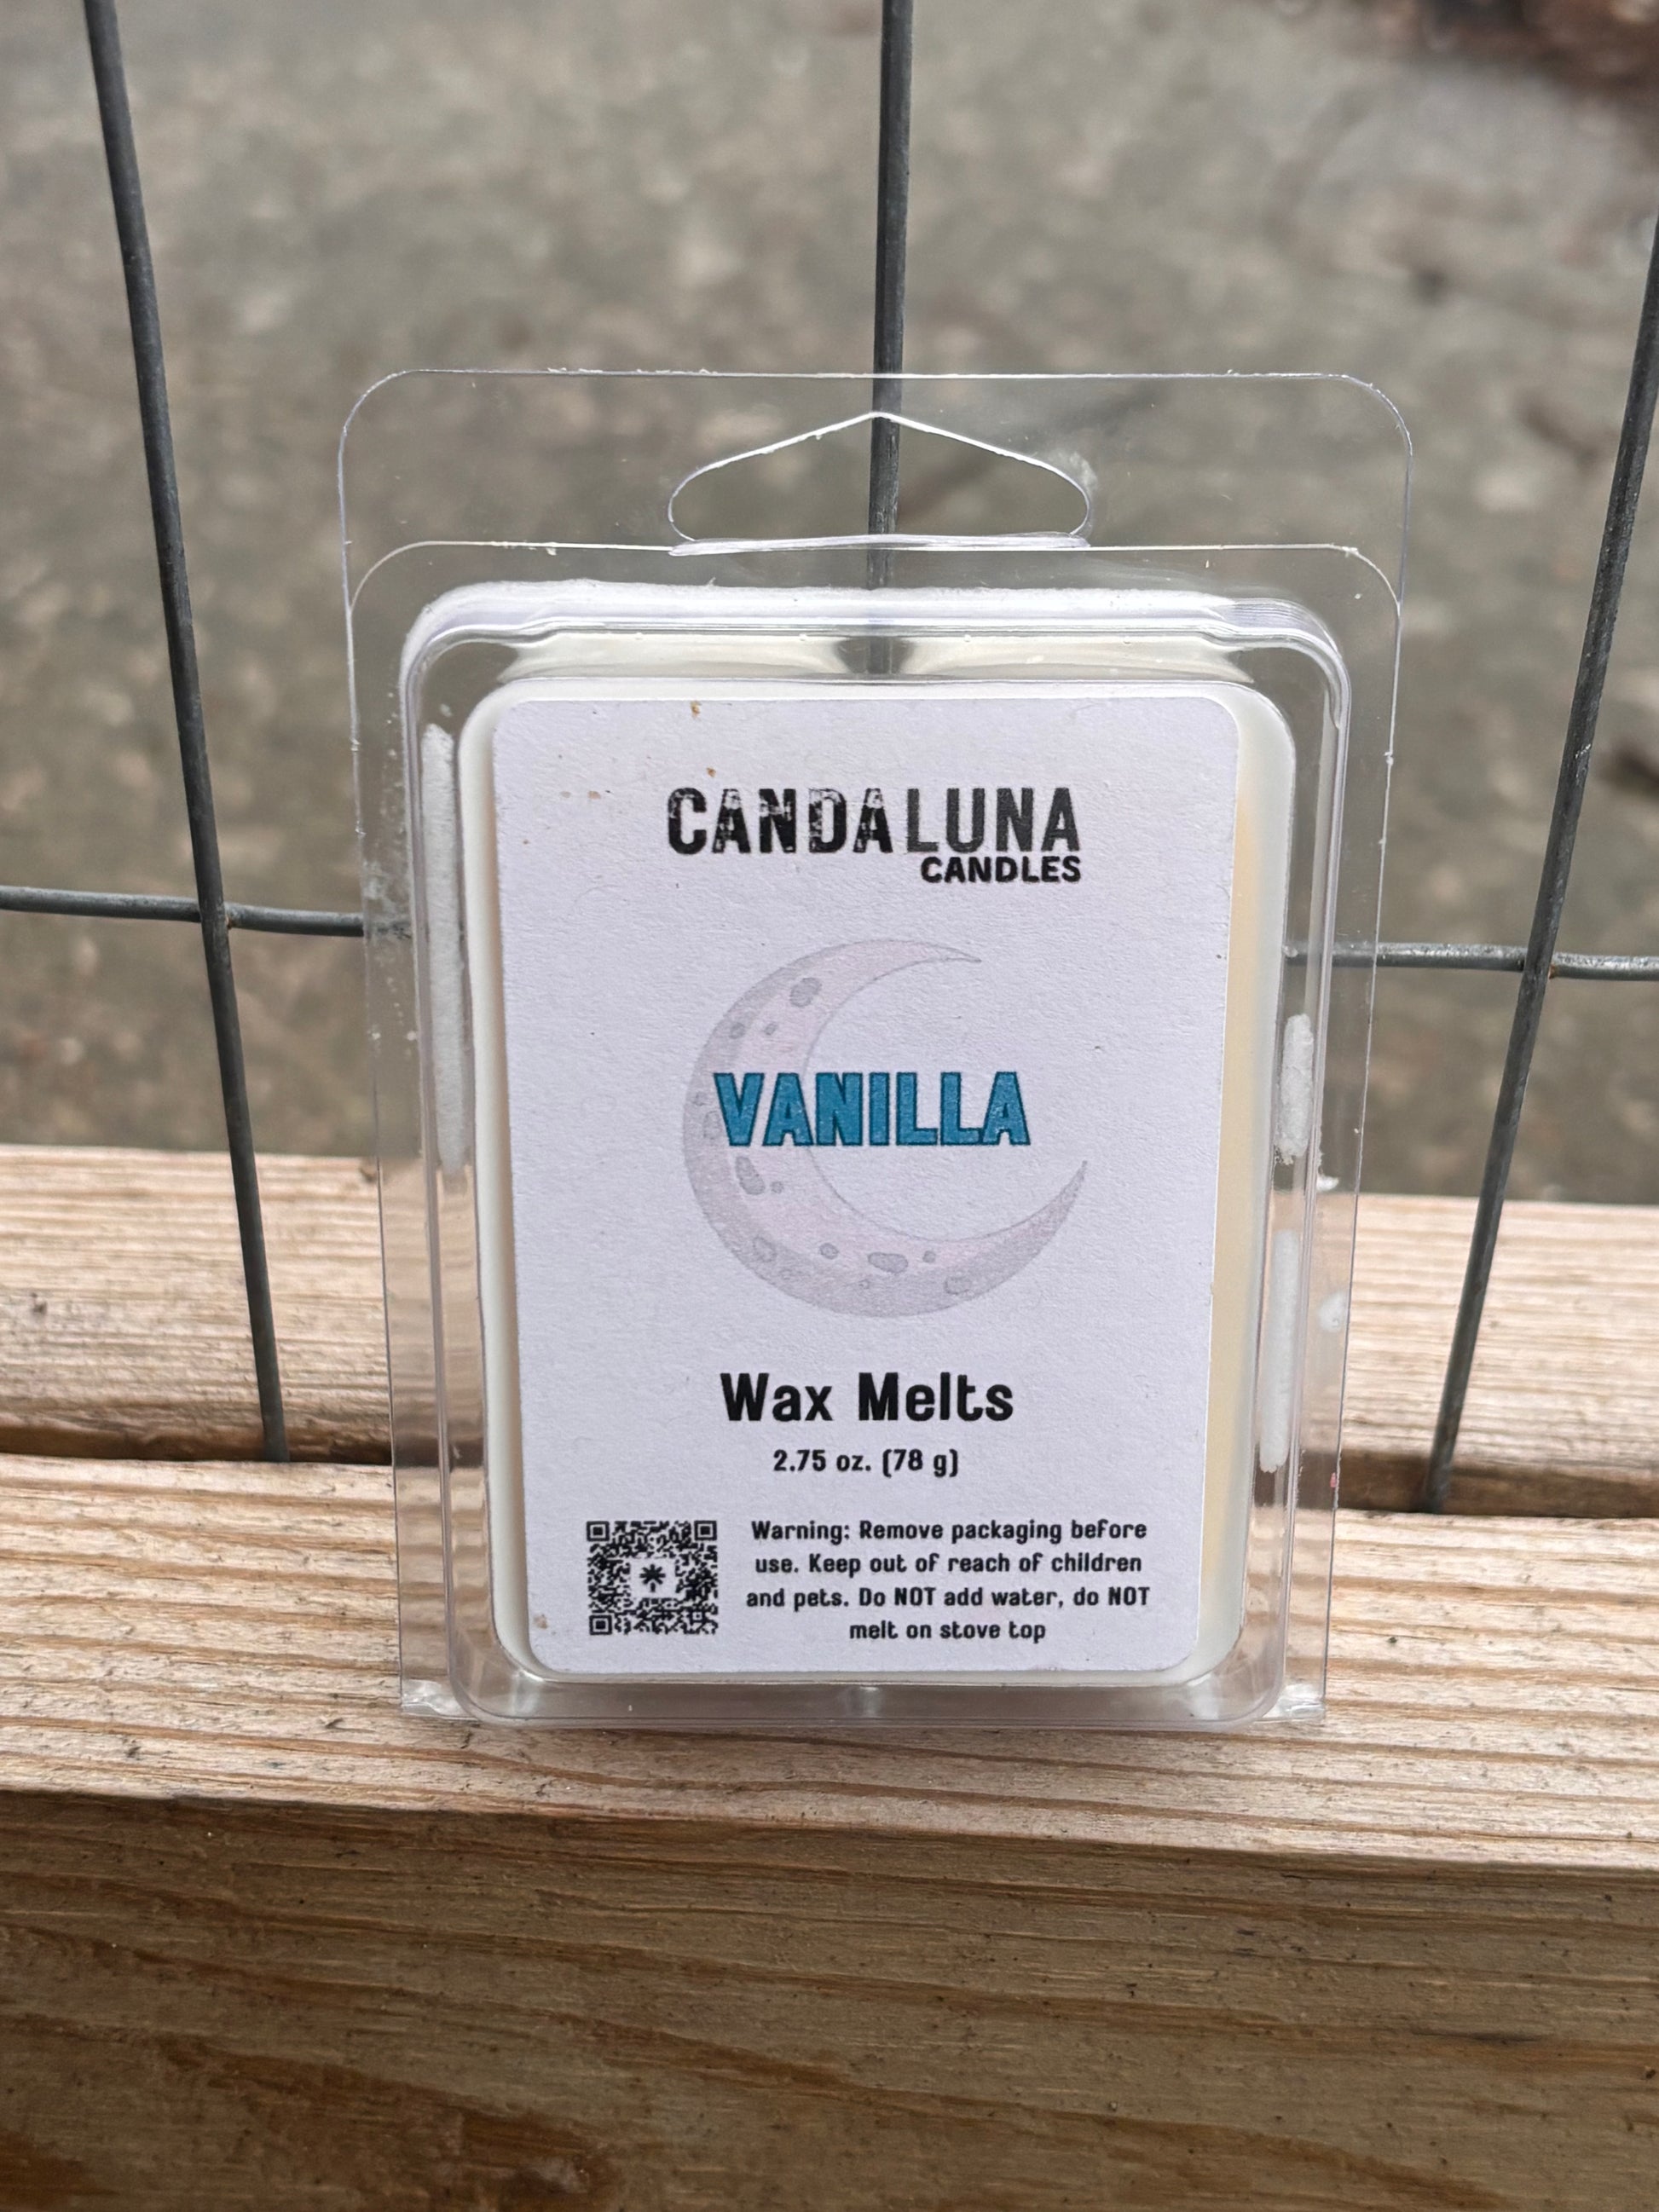 CANDALUNA
CANDLES
VANILLA
Wax Melts
2.75 oz. (78 g)
Warning: Remove packaging before
use. Keep out of reach of children
and pets. Do NOT add water, do NOT
melt on stove top